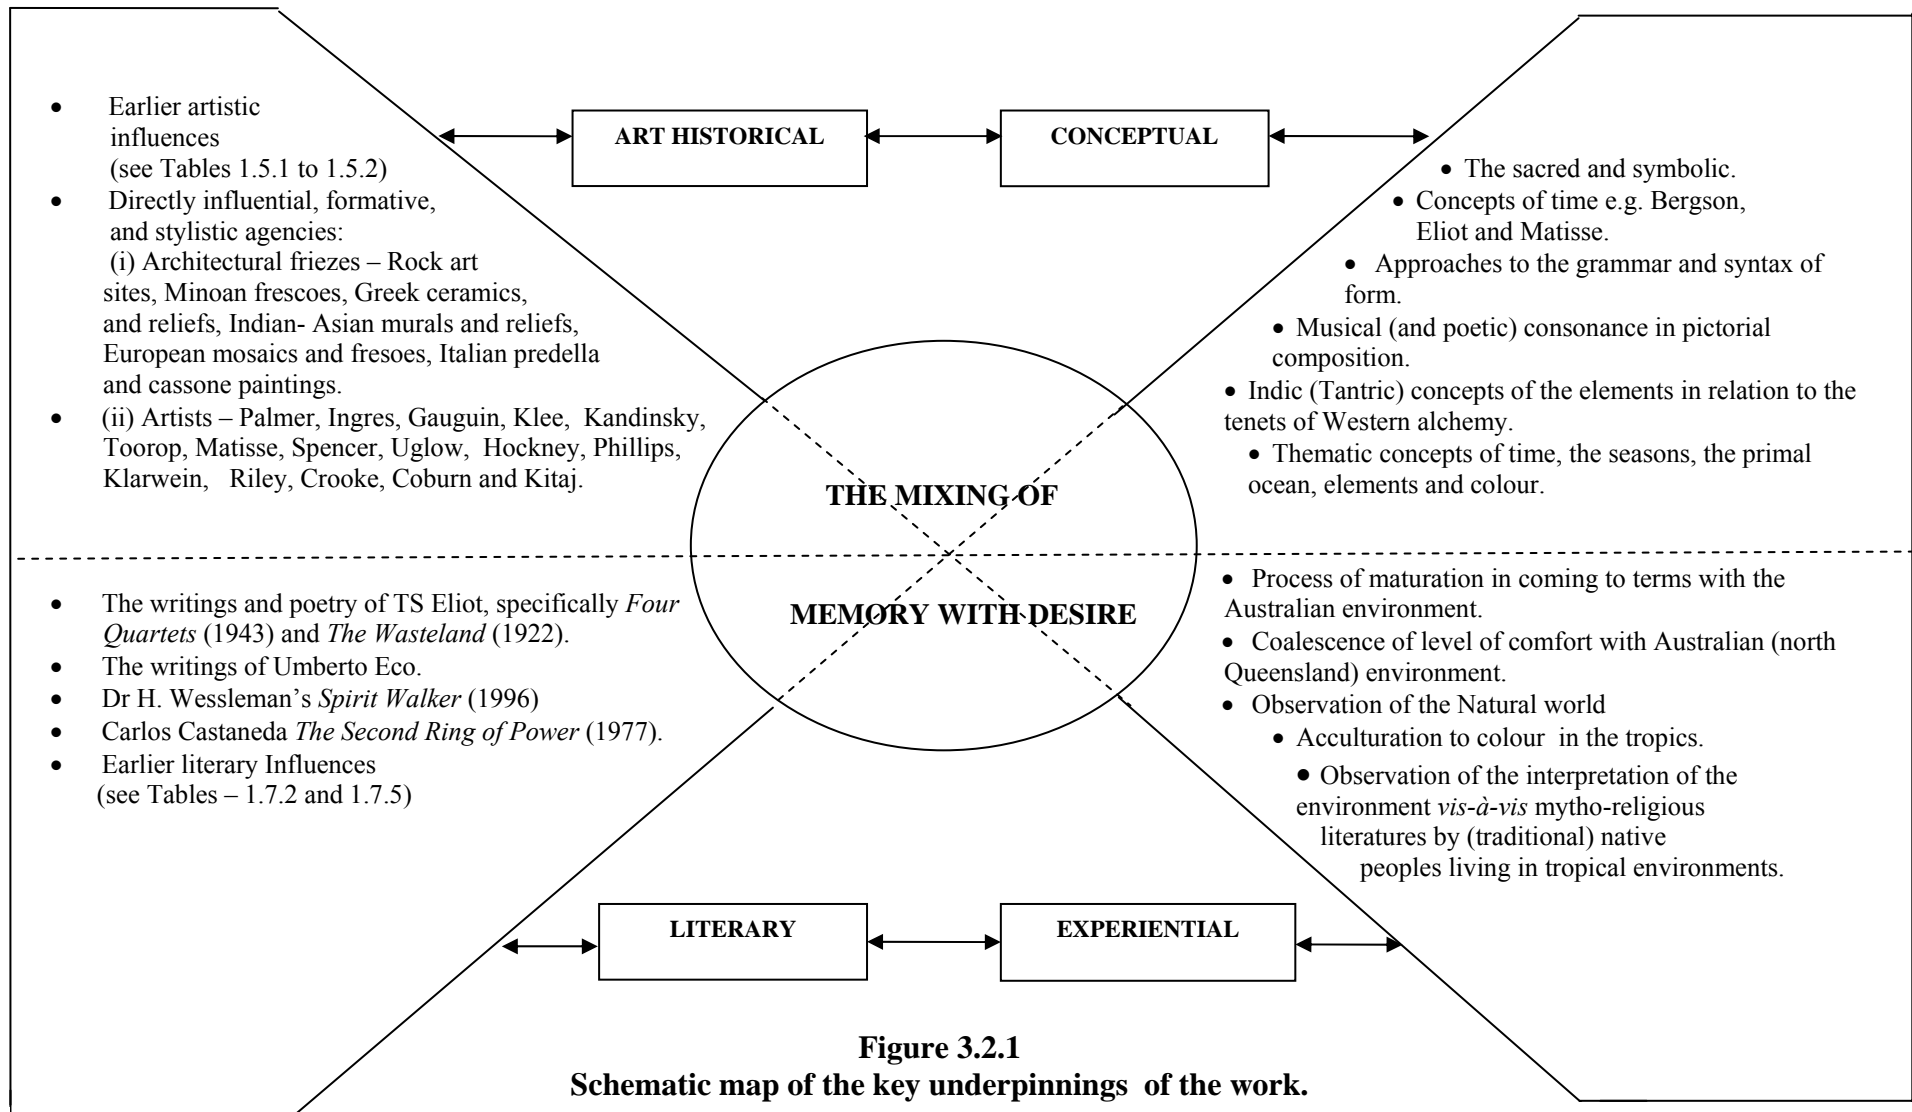 ART HISTORICAL
CONCEPTUAL
• Earlier artistic
influences
(see Tables 1.5.1 to 1.5.2)
• Directly influential, formative,
and stylistic agencies:
(i) Architectural friezes – Rock art
sites, Minoan frescoes, Greek ceramics,
and reliefs, Indian- Asian murals and reliefs,
European mosaics and fresoes, Italian predella
and cassone paintings.
• (ii) Artists – Palmer, Ingres, Gauguin, Klee, Kandinsky,
Toorop, Matisse, Spencer, Uglow, Hockney, Phillips,
Klarwein, Riley, Crooke, Coburn and Kitaj.
• The sacred and symbolic.
• Concepts of time e.g. Bergson,
Eliot and Matisse.
• Approaches to the grammar and syntax of
form.
• Musical (and poetic) consonance in pictorial
composition.
• Indic (Tantric) concepts of the elements in relation to the
tenets of Western alchemy.
• Thematic concepts of time, the seasons, the primal
ocean, elements and colour.
THE MIXING OF
MEMORY WITH DESIRE
• The writings and poetry of TS Eliot, specifically Four
Quartets (1943) and The Wasteland (1922).
• The writings of Umberto Eco.
• Dr H. Wessleman’s Spirit Walker (1996)
• Carlos Castaneda The Second Ring of Power (1977).
• Earlier literary Influences
(see Tables – 1.7.2 and 1.7.5)
• Process of maturation in coming to terms with the
Australian environment.
• Coalescence of level of comfort with Australian (north
Queensland) environment.
• Observation of the Natural world
• Acculturation to colour in the tropics.
• Observation of the interpretation of the
environment vis-à-vis mytho-religious
literatures by (traditional) native
peoples living in tropical environments.
LITERARY
EXPERIENTIAL
Figure 3.2.1
Schematic map of the key underpinnings of the work.